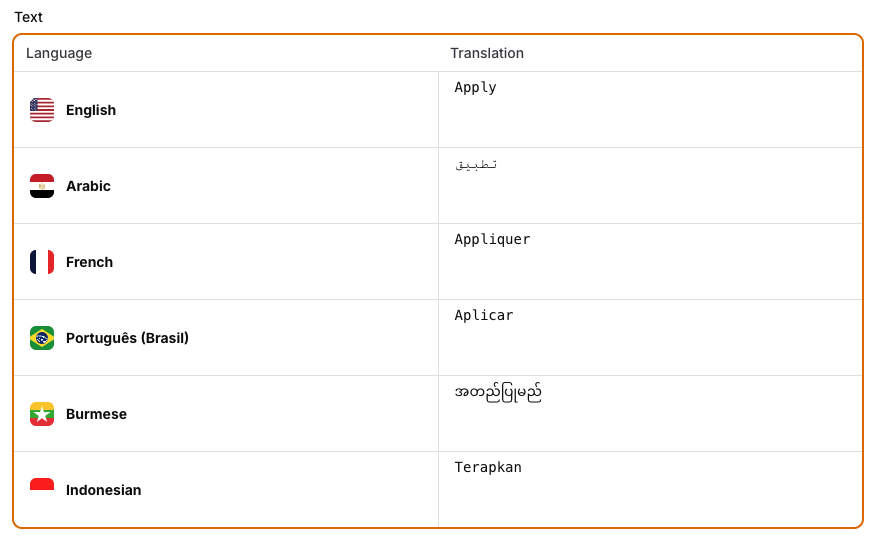 Text
Language Translation
English Apply
Arabic تطبيق
French Appliquer
Português (Brasil) Aplicar
Burmese အတည်ပြုမည်
Indonesian Terapkan